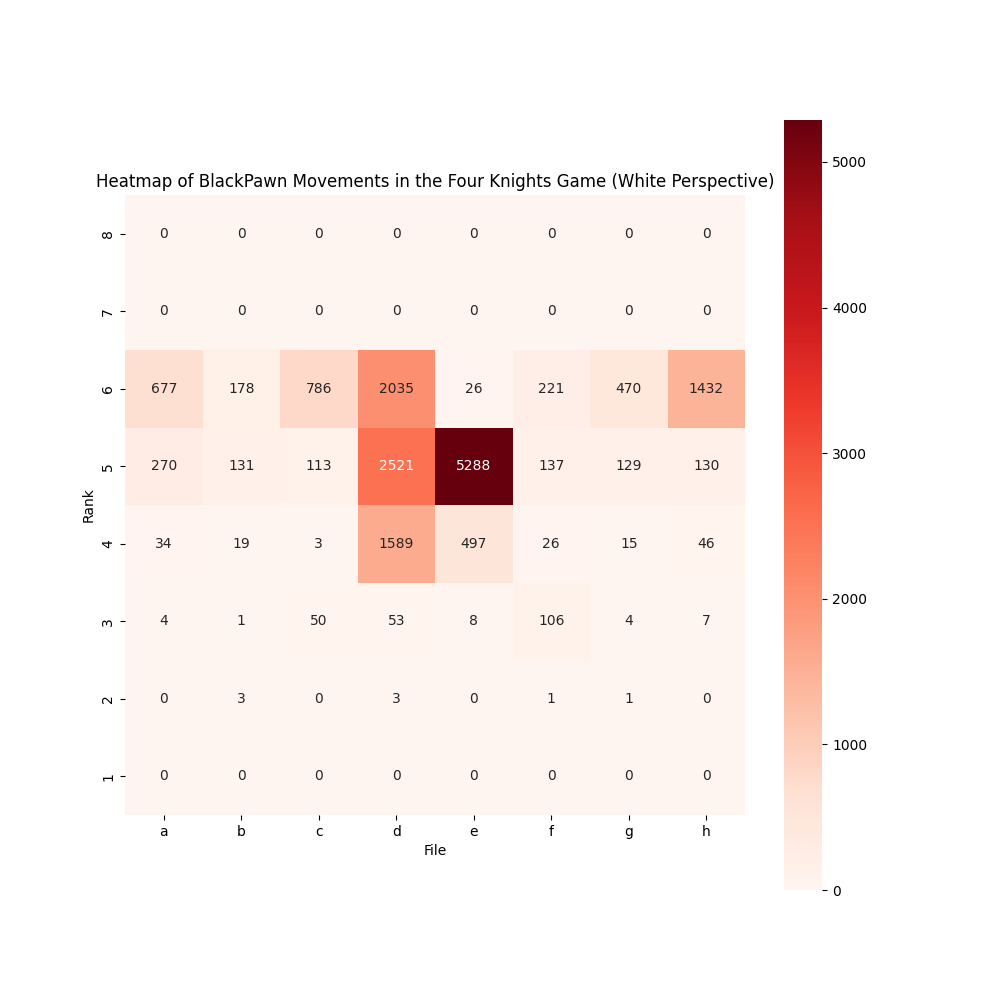 Heatmap of BlackPawn Movements in the Four Knights Game (White Perspective)
8 0 0 0 0 0 0 0 0
7 0 0 0 0 0 0 0 0
6 677 178 786 2035 26 221 470 1432
5 270 131 113 2521 5288 137 129 130
4 34 19 3 1589 497 26 15 46
3 4 1 50 53 8 106 4 7
2 0 3 0 3 0 1 1 0
1 0 0 0 0 0 0 0 0
a b c d e f g h
File
Rank
5000
4000
3000
2000
1000
0